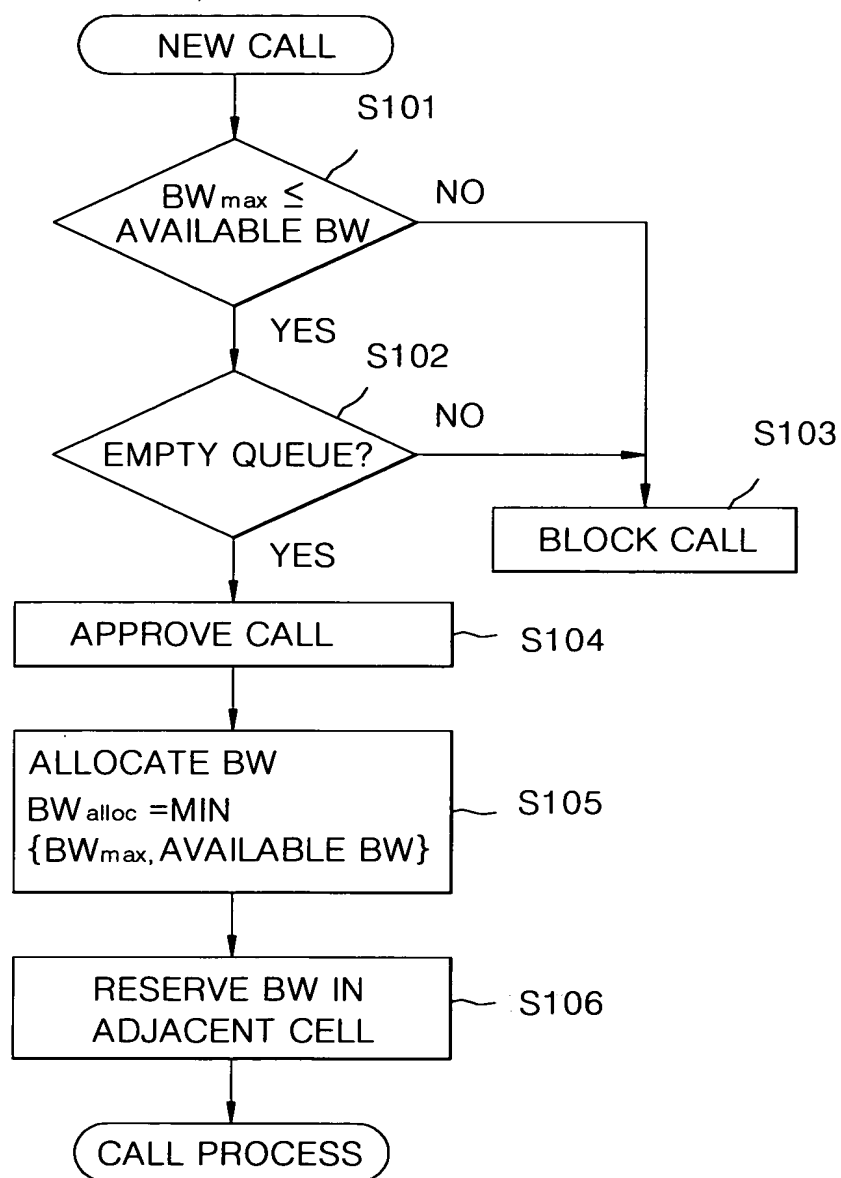 NEW CALL
S101
BWmax ≤
AVAILABLE BW
NO
YES
S102
EMPTY QUEUE?
NO
S103
BLOCK CALL
YES
APPROVE CALL
S104
ALLOCATE BW
BWalloc =MIN
{BWmax, AVAILABLE BW}
S105
RESERVE BW IN
ADJACENT CELL
S106
CALL PROCESS